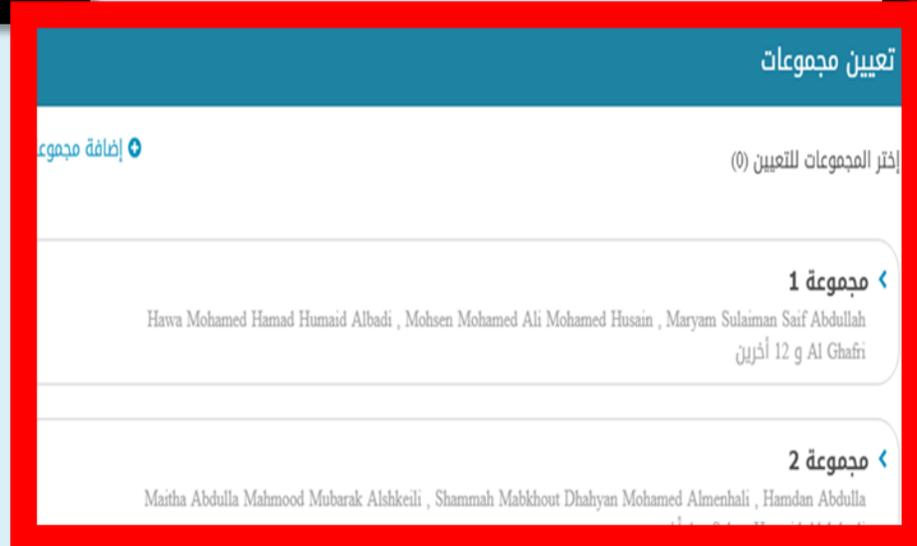 تعيين مجموعات
إختر المجموعات للتعيين (0)
إضافة مجموع
مجموعة 1
Hawa Mohamed Hamad Humaid Albadi , Mohsen Mohamed Ali Mohamed Husain , Maryam Sulaiman Saif Abdullah
Al Ghafri و 12 أخرين
مجموعة 2
Maitha Abdulla Mahmood Mubarak Alshkeili , Shammah Mabkhout Dhahyan Mohamed Almenhali , Hamdan Abdulla